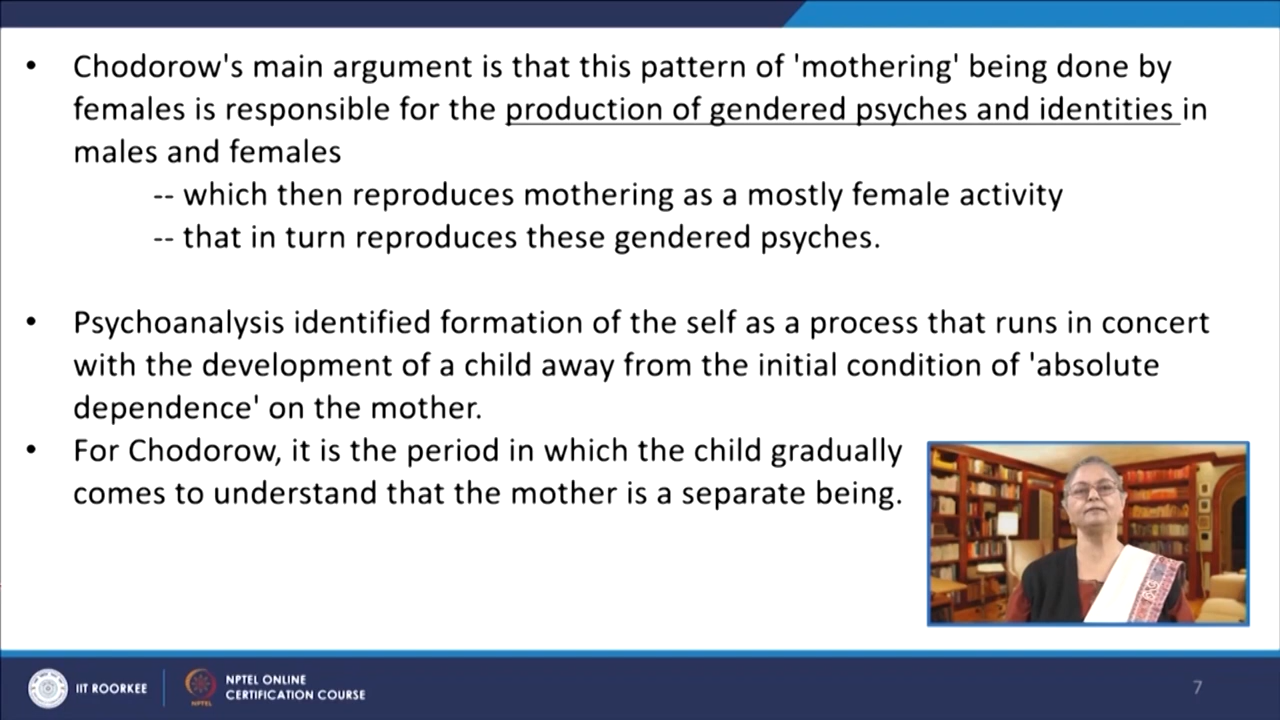 • Chodorow's main argument is that this pattern of 'mothering' being done by
females is responsible for the production of gendered psyches and identities in
males and females
-- which then reproduces mothering as a mostly female activity
-- that in turn reproduces these gendered psyches.
• Psychoanalysis identified formation of the self as a process that runs in concert
with the development of a child away from the initial condition of 'absolute
dependence' on the mother.
• For Chodorow, it is the period in which the child gradually
comes to understand that the mother is a separate being.
IIT ROORKEE
NPTEL
NPTEL ONLINE
CERTIFICATION COURSE
7